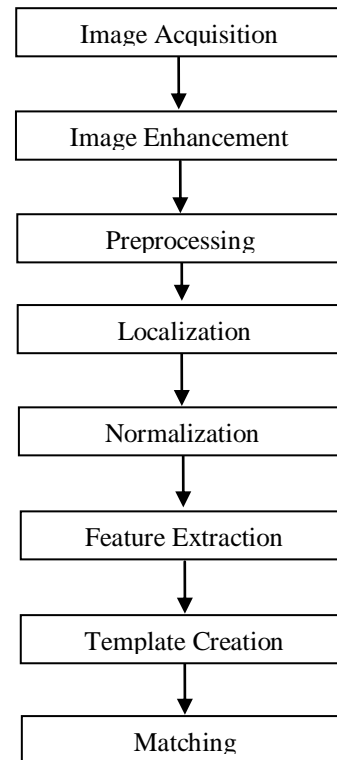 Image Acquisition
Image Enhancement
Preprocessing
Localization
Normalization
Feature Extraction
Template Creation
Matching